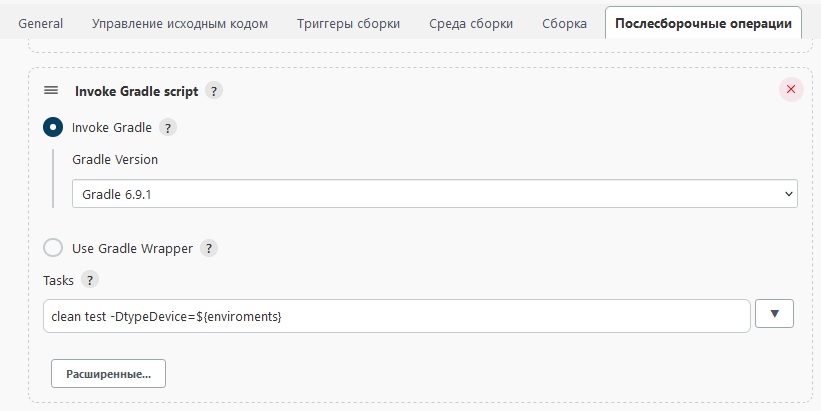 General Управление исходным кодом Триггеры сборки Среда сборки Сборка Послесборочные операции
Invoke Gradle script ?
Invoke Gradle ?
Gradle Version
Gradle 6.9.1
Use Gradle Wrapper ?
Tasks ?
clean test -DtypeDevice=${enviroments}
Расширенные...